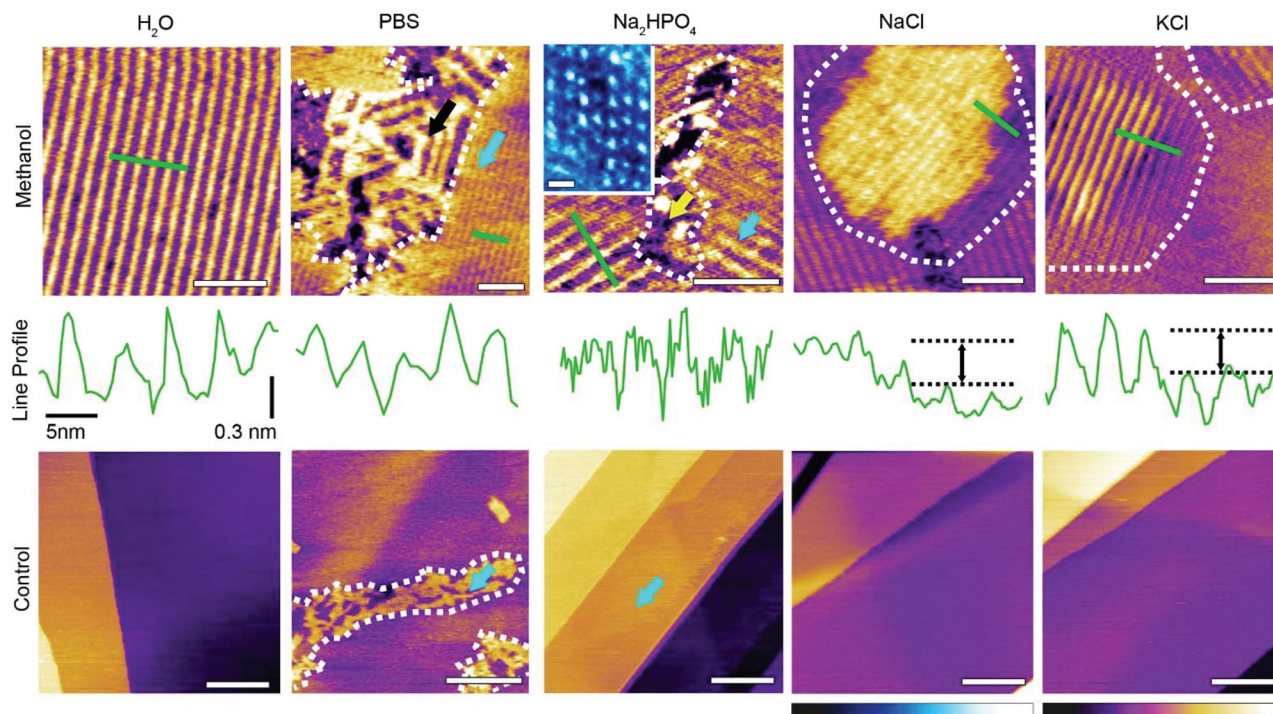 H₂O PBS Na₂HPO₄ NaCl KCl
Methanol
Line Profile
5nm 0.3 nm
Control